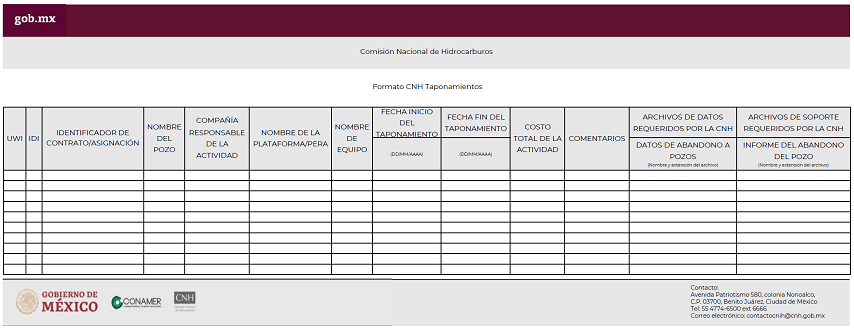 gob.mx
Comisión Nacional de Hidrocarburos
Formato CNH Taponamientos
UWI
IDI
IDENTIFICADOR DE
CONTRATO/ASIGNACIÓN
NOMBRE
DEL
POZO
COMPAÑÍA
RESPONSABLE
DE LA
ACTIVIDAD
NOMBRE DE LA
PLATAFORMA/PERA
NOMBRE
DE
EQUIPO
FECHA INICIO
DEL
TAPONAMIENTO
(DD/MM/AAAA)
FECHA FIN DEL
TAPONAMIENTO
(DD/MM/AAAA)
COSTO
TOTAL DE LA
ACTIVIDAD
COMENTARIOS
ARCHIVOS DE DATOS
REQUERIDOS POR LA CNH
DATOS DE ABANDONO A
POZOS
(Nombre y extensión del archivo)
ARCHIVOS DE SOPORTE
REQUERIDOS POR LA CNH
INFORME DEL ABANDONO
DEL POZO
(Nombre y extensión del archivo)
GOBIERNO DE
MÉXICO
CONAMER
CNH
Contacto:
Avenida Patriotismo 580, colonia Nonoalco,
C.P. 03700, Benito Juárez, Ciudad de México
Tel: 55 4774-6500 ext 6666
Correo electrónico: contactocnih@cnh.gob.mx